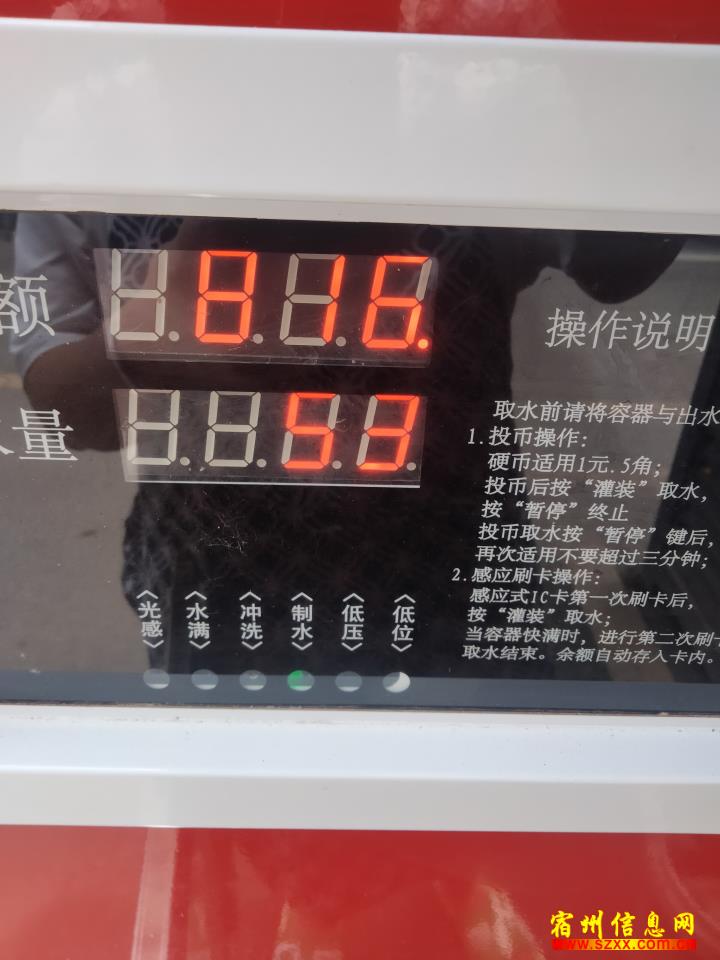 额 816.
水量 53
操作说明
取水前请将容器与出水
1.投币操作:
硬币适用1元.5角;
投币后按“灌装”取水,
按“暂停”终止
投币取水按“暂停”键后,
再次适用不要超过三分钟;
2.感应刷卡操作:
感应式IC卡第一次刷卡后,
按“灌装”取水;
当容器快满时，进行第二次刷卡
取水结束。余额自动存入卡内。
〈光感〉 〈水满〉 〈冲洗〉 〈制水〉 〈低压〉 〈低位〉
宿州信息网
www.szxx.com.cn